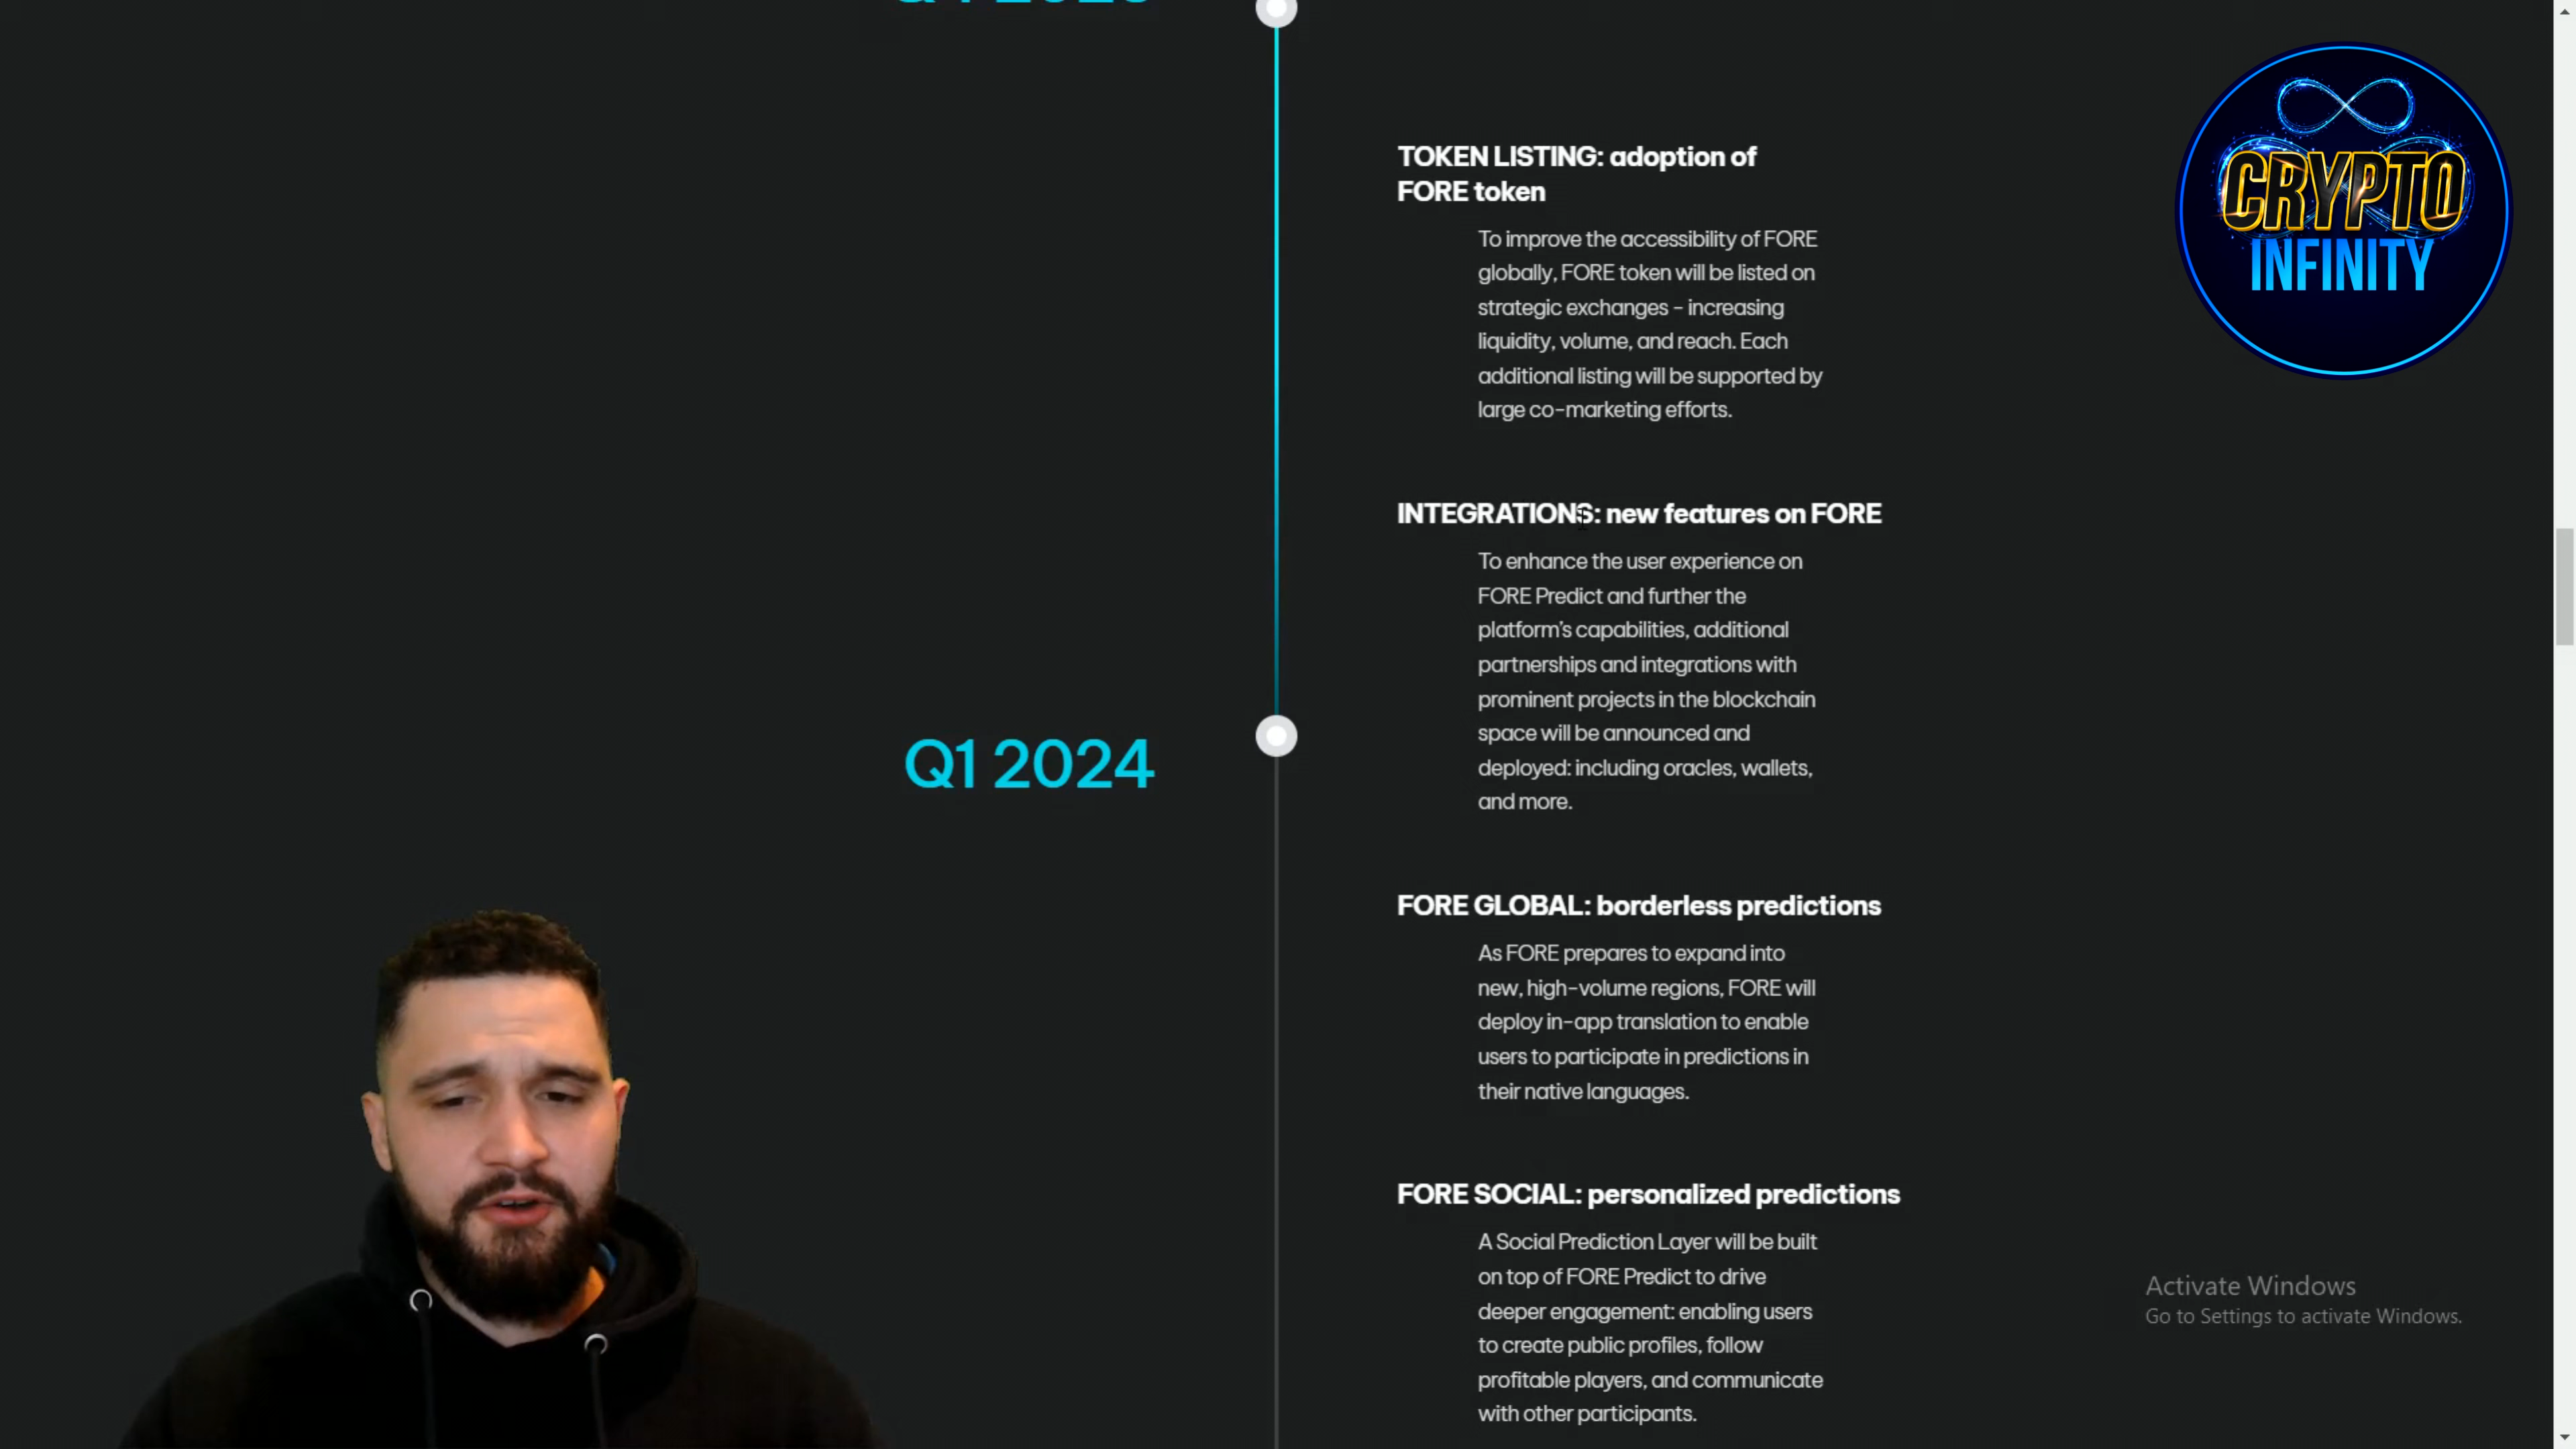 TOKEN LISTING: adoption of
FORE token
To improve the accessibility of FORE
globally, FORE token will be listed on
strategic exchanges - increasing
liquidity, volume, and reach. Each
additional listing will be supported by
large co-marketing efforts.
INTEGRATIONS: new features on FORE
To enhance the user experience on
FORE Predict and further the
platform's capabilities, additional
partnerships and integrations with
prominent projects in the blockchain
space will be announced and
deployed: including oracles, wallets,
and more.
Q1 2024
FORE GLOBAL: borderless predictions
As FORE prepares to expand into
new, high-volume regions, FORE will
deploy in-app translation to enable
users to participate in predictions in
their native languages.
FORE SOCIAL: personalized predictions
A Social Prediction Layer will be built
on top of FORE Predict to drive
deeper engagement: enabling users
to create public profiles, follow
profitable players, and communicate
with other participants.
CRYPTO
INFINITY
Activate Windows
Go to Settings to activate Windows.